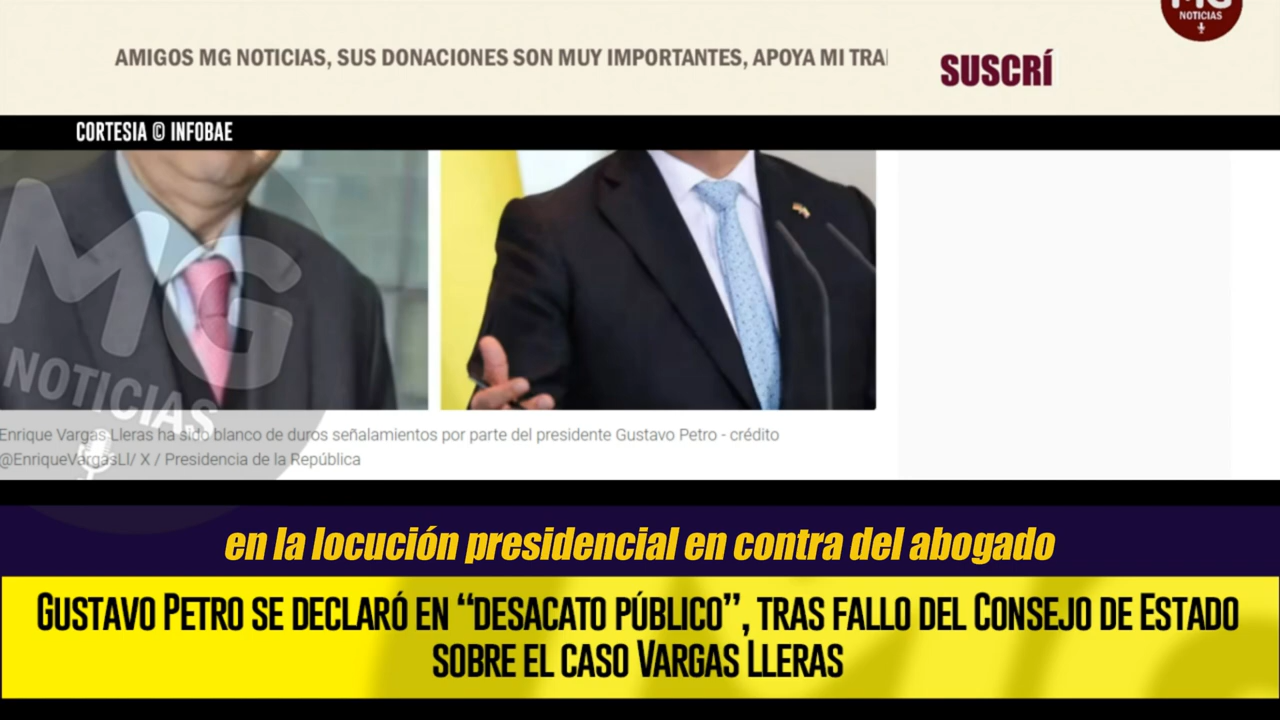 MG
NOTICIAS
AMIGOS MG NOTICIAS, SUS DONACIONES SON MUY IMPORTANTES, APOYA MI TRA
SUSCRÍ
CORTESIA © INFOBAE
MG
NOTICIAS
Enrique Vargas Lleras ha sido blanco de duros señalamientos por parte del presidente Gustavo Petro - crédito
@EnriqueVargasLl/ X / Presidencia de la República
en la locución presidencial en contra del abogado
GUSTAVO PETRO SE DECLARÓ EN “DESACATO PÚBLICO”, TRAS FALLO DEL CONSEJO DE ESTADO
SOBRE EL CASO VARGAS LLERAS